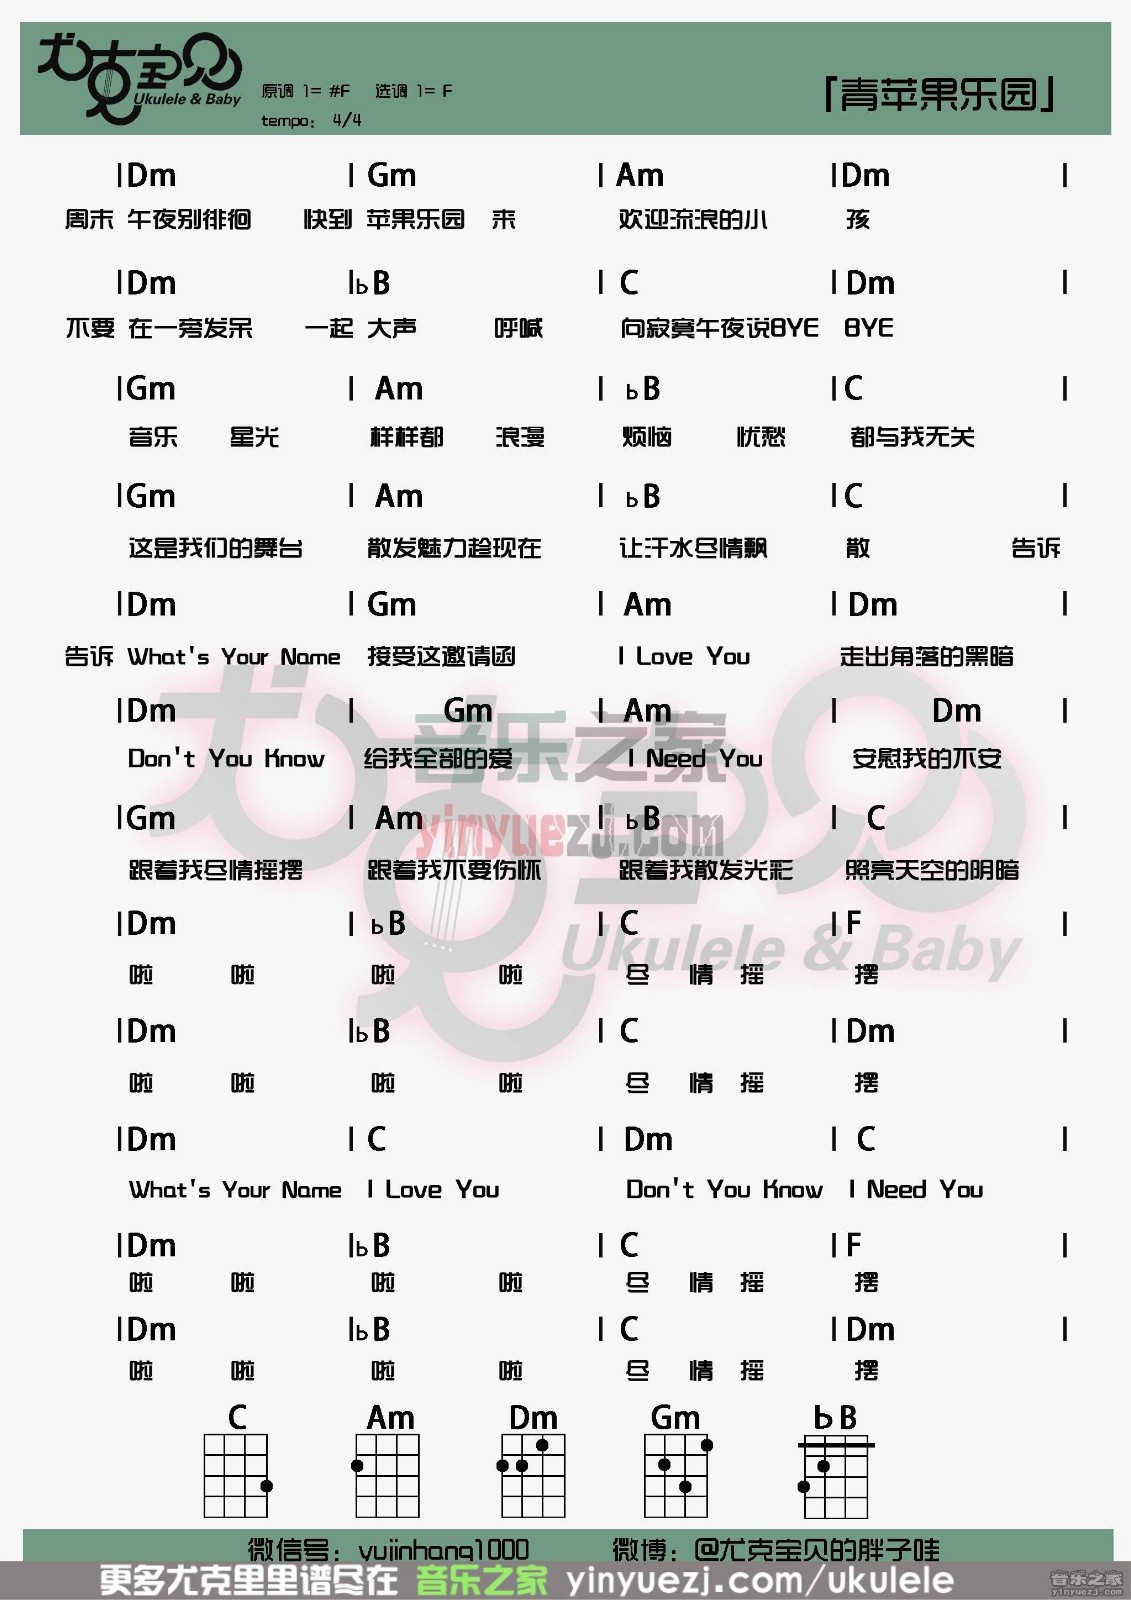 尤克宝贝
Ukulele & Baby
原调 1= #F 选调 1= F
tempo: 4/4
「青苹果乐园」
|Dm | Gm | Am |Dm |
周末 午夜别徘徊 快到 苹果乐园 来 欢迎流浪的小 孩
|Dm |♭B | C | Dm |
不要 在一旁发呆 一起 大声 呼喊 向寂寞午夜说BYE BYE
|Gm | Am | ♭B | C |
音乐 星光 样样都 浪漫 烦恼 忧愁 都与我无关
|Gm | Am | ♭B | C |
这是我们的舞台 散发魅力趁现在 让汗水尽情飘 散 告诉
|Dm | Gm | Am | Dm |
告诉 What's Your Name 接受这邀请函 I Love You 走出角落的黑暗
|Dm | Gm | Am | Dm |
Don't You Know 给我全部的爱 I Need You 安慰我的不安
|Gm | Am | ♭B | C |
跟着我尽情摇摆 跟着我不要伤怀 跟着我散发光彩 照亮天空的明暗
|Dm | ♭B | C | F |
啦 啦 啦 啦 尽 情 摇 摆
|Dm |♭B | C | Dm |
啦 啦 啦 啦 尽 情 摇 摆
|Dm | C | Dm | C |
What's Your Name I Love You Don't You Know I Need You
|Dm |♭B | C | F |
啦 啦 啦 啦 尽 情 摇 摆
|Dm |♭B | C | Dm |
啦 啦 啦 啦 尽 情 摇 摆
C Am Dm Gm ♭B
尤克宝贝
Ukulele & Baby
音乐之家
yinyuezj.com
微信号：yujinhang1000 微博：@尤克宝贝的胖子哇
更多尤克里里谱尽在 音乐之家 yinyuezj.com/ukulele
音乐之家
yinyuezj.com